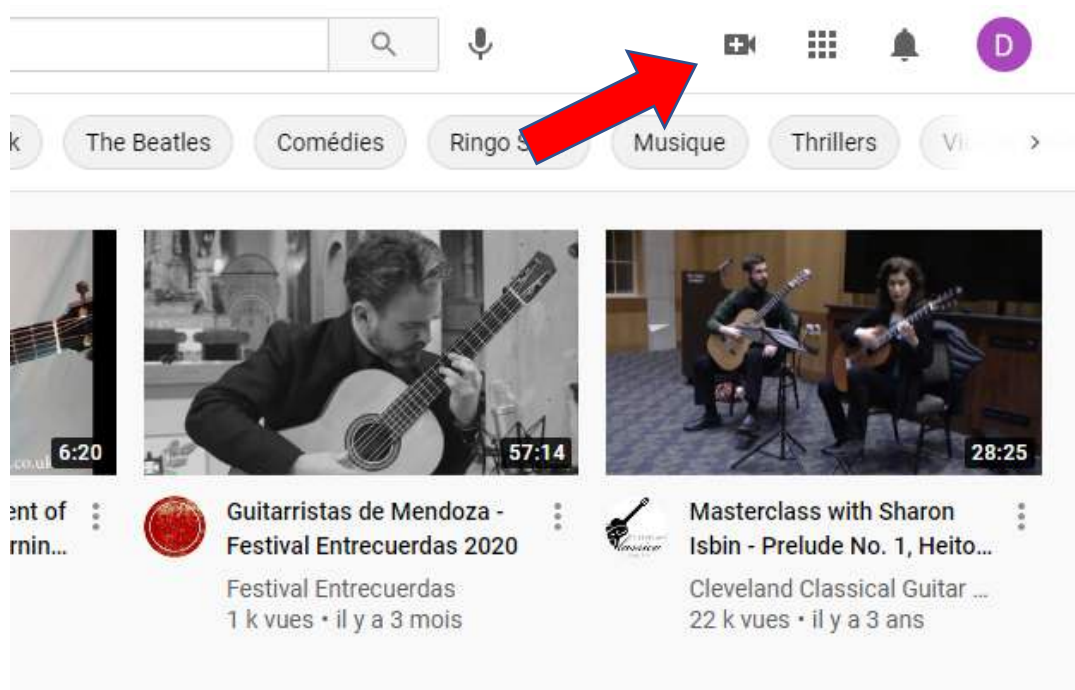 D
k
The Beatles
Comédies
Ringo S
Musique
Thrillers
6:20
57:14
28:25
ent of
rnin...
Guitarristas de Mendoza -
Festival Entrecuerdas 2020
Festival Entrecuerdas
1 k vues • il y a 3 mois
Masterclass with Sharon
Isbin - Prelude No. 1, Heito...
Cleveland Classical Guitar ...
22 k vues • il y a 3 ans